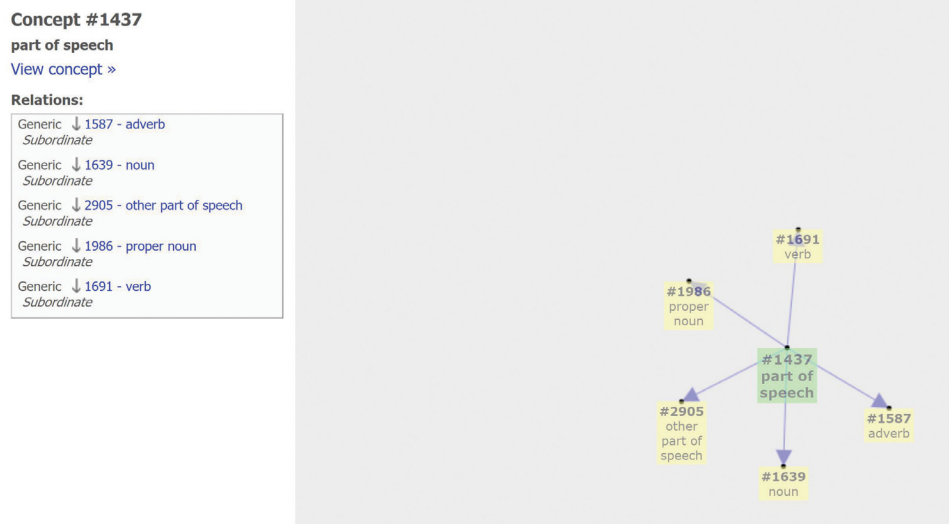 Concept #1437
part of speech
View concept »
Relations:
Generic ↓ 1587 - adverb
Subordinate
Generic ↓ 1639 - noun
Subordinate
Generic ↓ 2905 - other part of speech
Subordinate
Generic ↓ 1986 - proper noun
Subordinate
Generic ↓ 1691 - verb
Subordinate
#1691
verb
#1986
proper
noun
#1437
part of
speech
#2905
other
part of
speech
#1587
adverb
#1639
noun